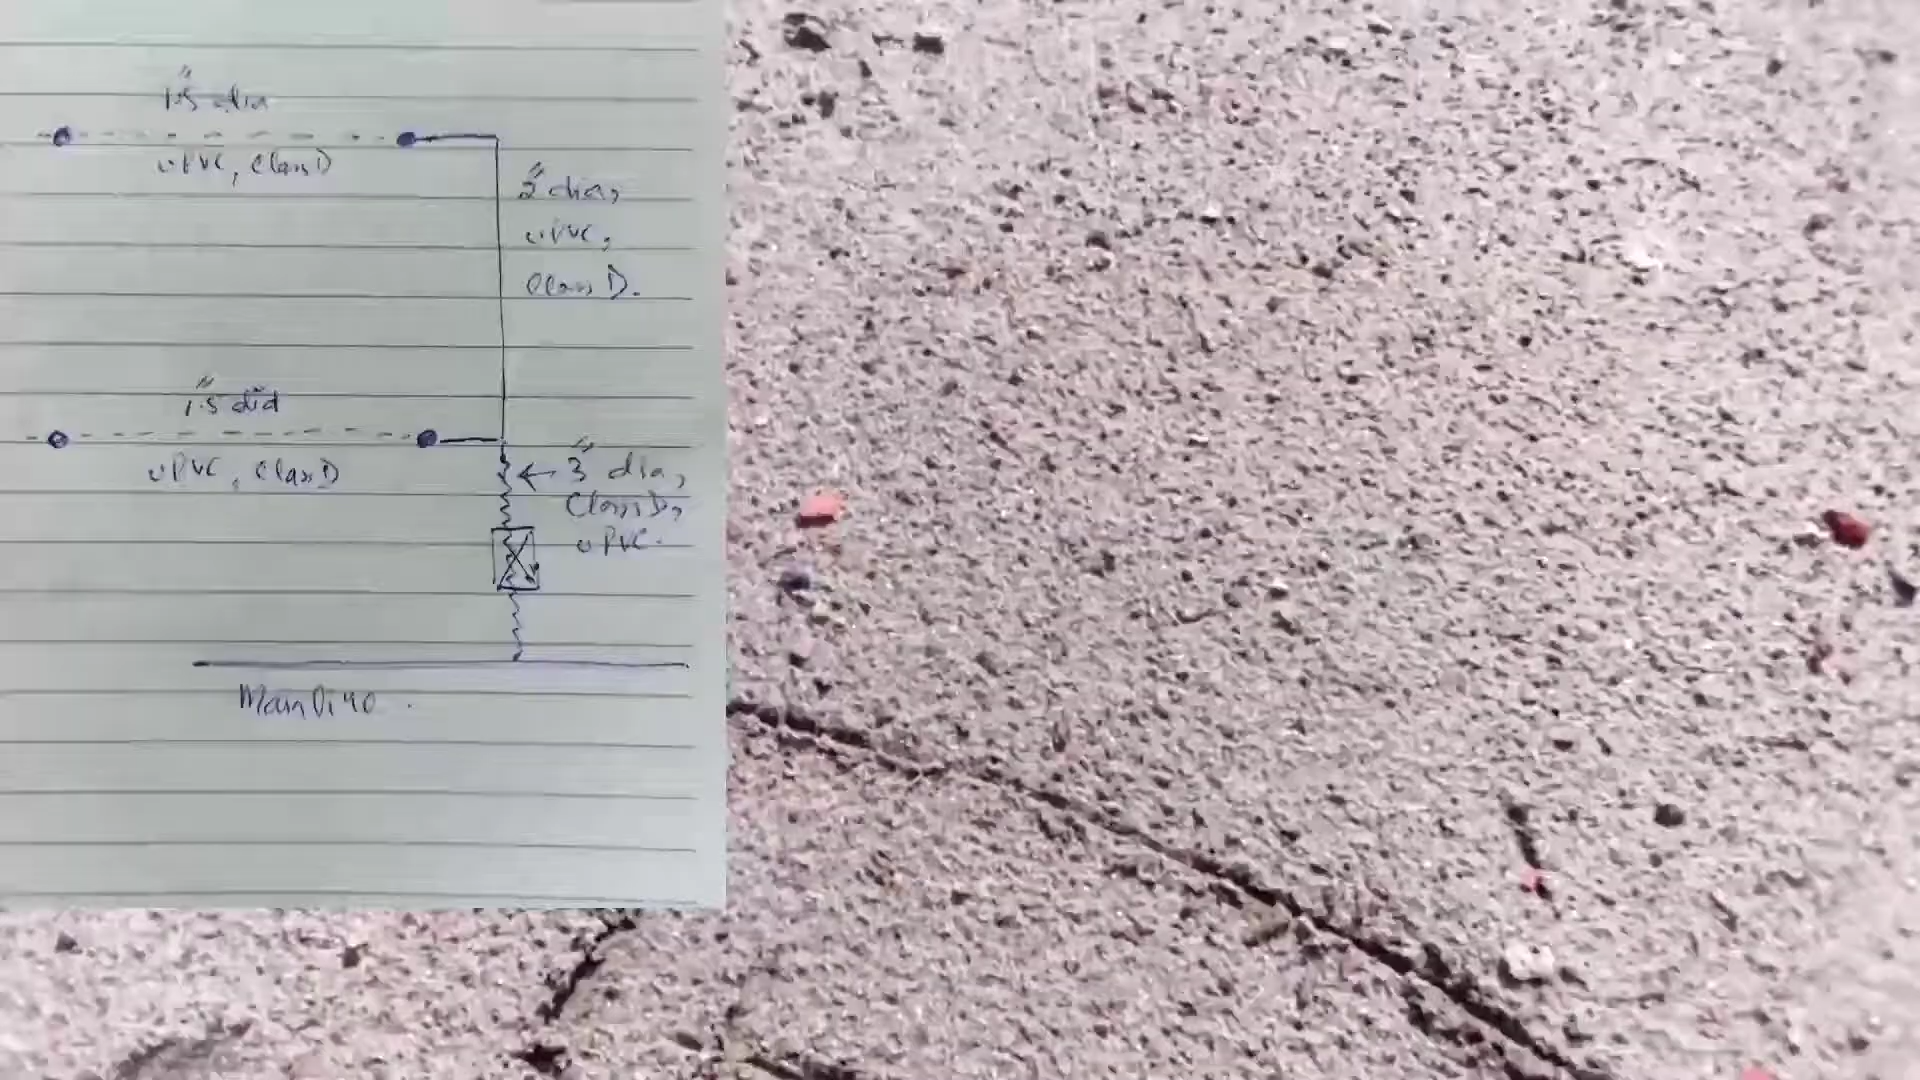 1.5" dia
uPVC, Class D
2" dia,
uPVC,
Class D.
1.5" dia
uPVC, Class D
3" dia,
Class D,
uPVC.
Main